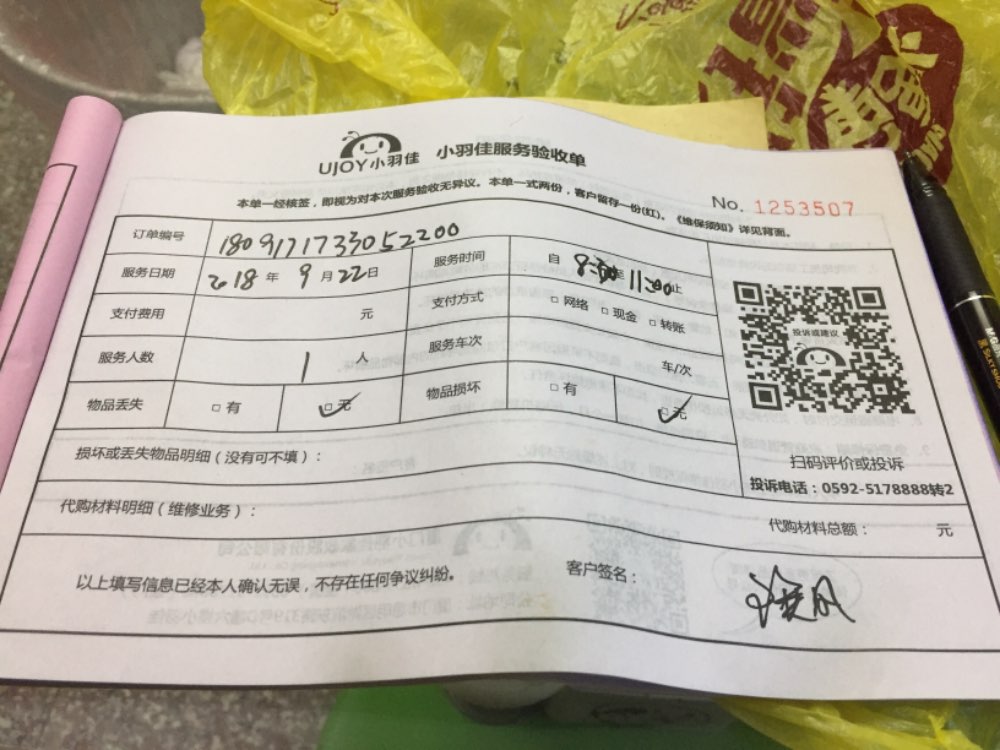 UJOY小羽佳 小羽佳服务验收单
本单一经核签，即视为对本次服务验收无异议。本单一式两份，客户留存一份(红)。《维保须知》详见背面。
No. 1253507
订单编号 180917173305 2200
服务时间 自 8:30 至 11:00 止
服务日期 2018 年 9 月 22 日
支付费用 元
支付方式 □ 网络 □ 现金 □ 转账
服务人数 1 人
服务车次 车/次
物品丢失 □ 有 □ 无
物品损坏 □ 有 □ 无
投诉或建议
扫码评价或投诉
投诉电话：0592-5178888转2
损坏或丢失物品明细（没有可不填）：
代购材料明细（维修业务）：
代购材料总额： 元
以上填写信息已经本人确认无误，不存在任何争议纠纷。
客户签名：